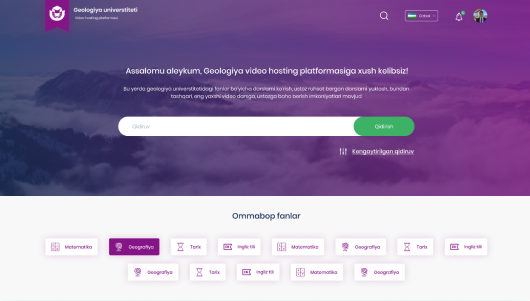 Geologiya universiteti
Video hosting platformasi
O'zbek
Assalomu aleykum, Geologiya video hosting platformasiga xush kelibsiz!
Bu yerda geologiya universitetidagi fanlar bo'yicha darslarni ko'rish, ustoz ruhsat bergan darslarni yuklash, bundan
tashqari, eng yaxshi video darsga, ustozga baho berish imkoniyatlari mavjud
Qidiruv
Qidirish
Kengaytirilgan qidiruv
Ommabop fanlar
Matematika
Geografiya
Tarix
Ingliz tili
Matematika
Geografiya
Tarix
Ingliz tili
Geografiya
Tarix
Ingliz tili
Matematika
Geografiya